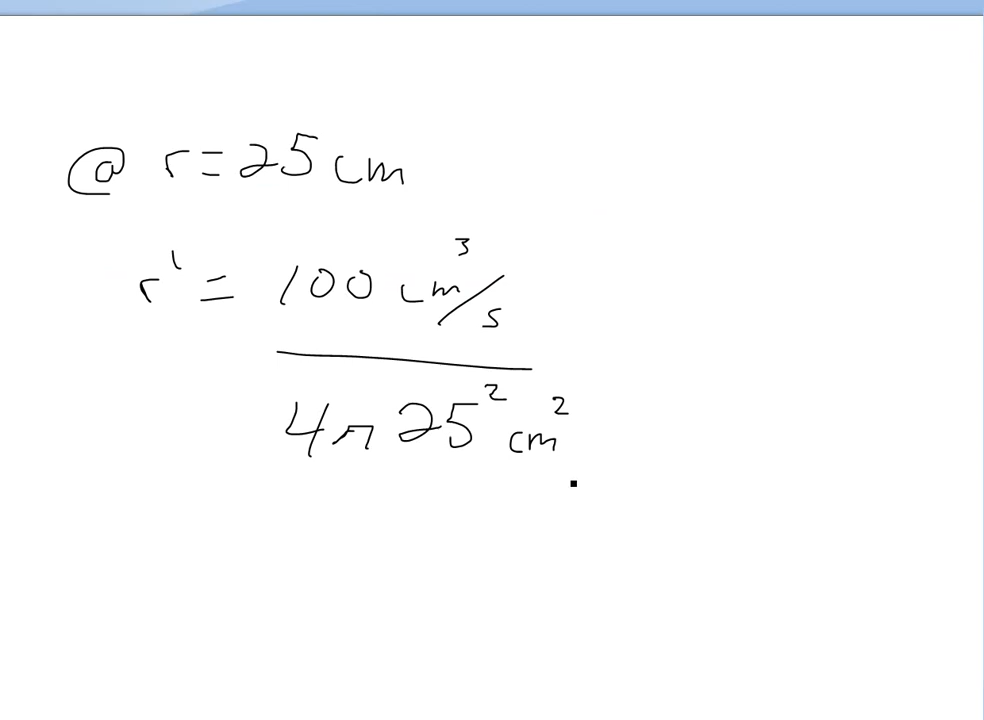 @ r = 25 cm
r' = 100 cm³/s
4π 25² cm²